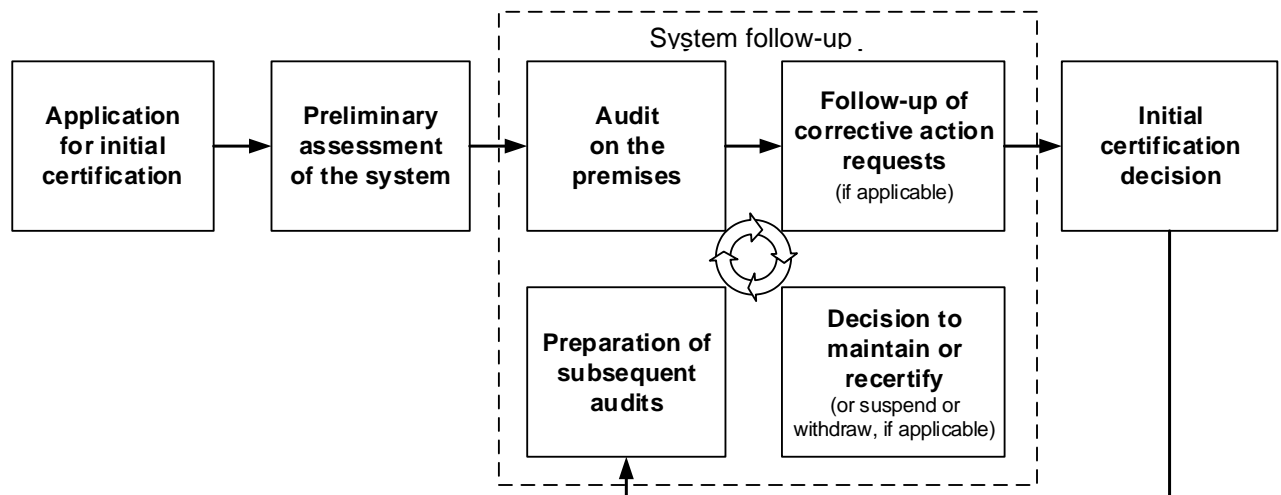 System follow-up
Application
for initial
certification
Preliminary
assessment
of the system
Audit
on the
premises
Follow-up of
corrective action
requests
(if applicable)
Initial
certification
decision
Preparation of
subsequent
audits
Decision to
maintain or
recertify
(or suspend or
withdraw, if applicable)